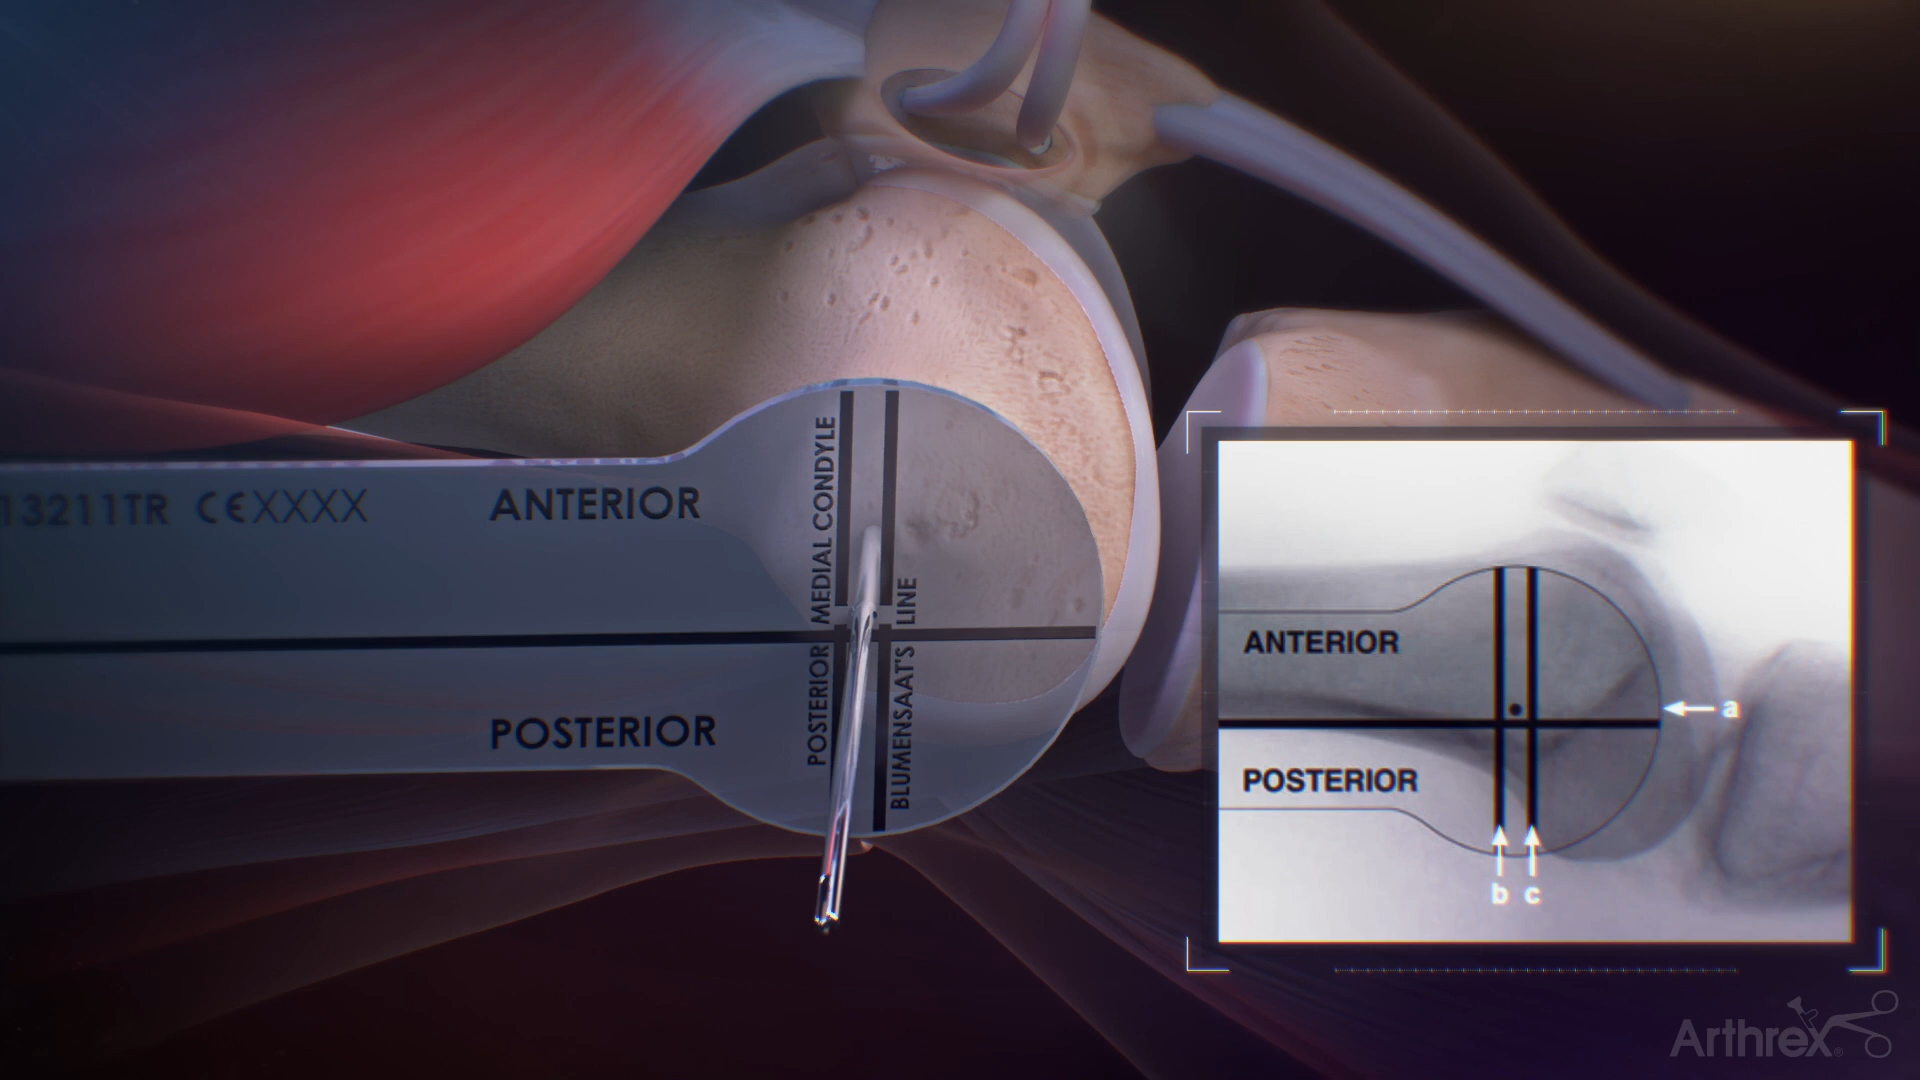 13211TR CEXXXX
ANTERIOR
POSTERIOR
POSTERIOR MEDIAL CONDYLE
BLUMENSAAT'S LINE
ANTERIOR
POSTERIOR
a
b c
Arthrex®